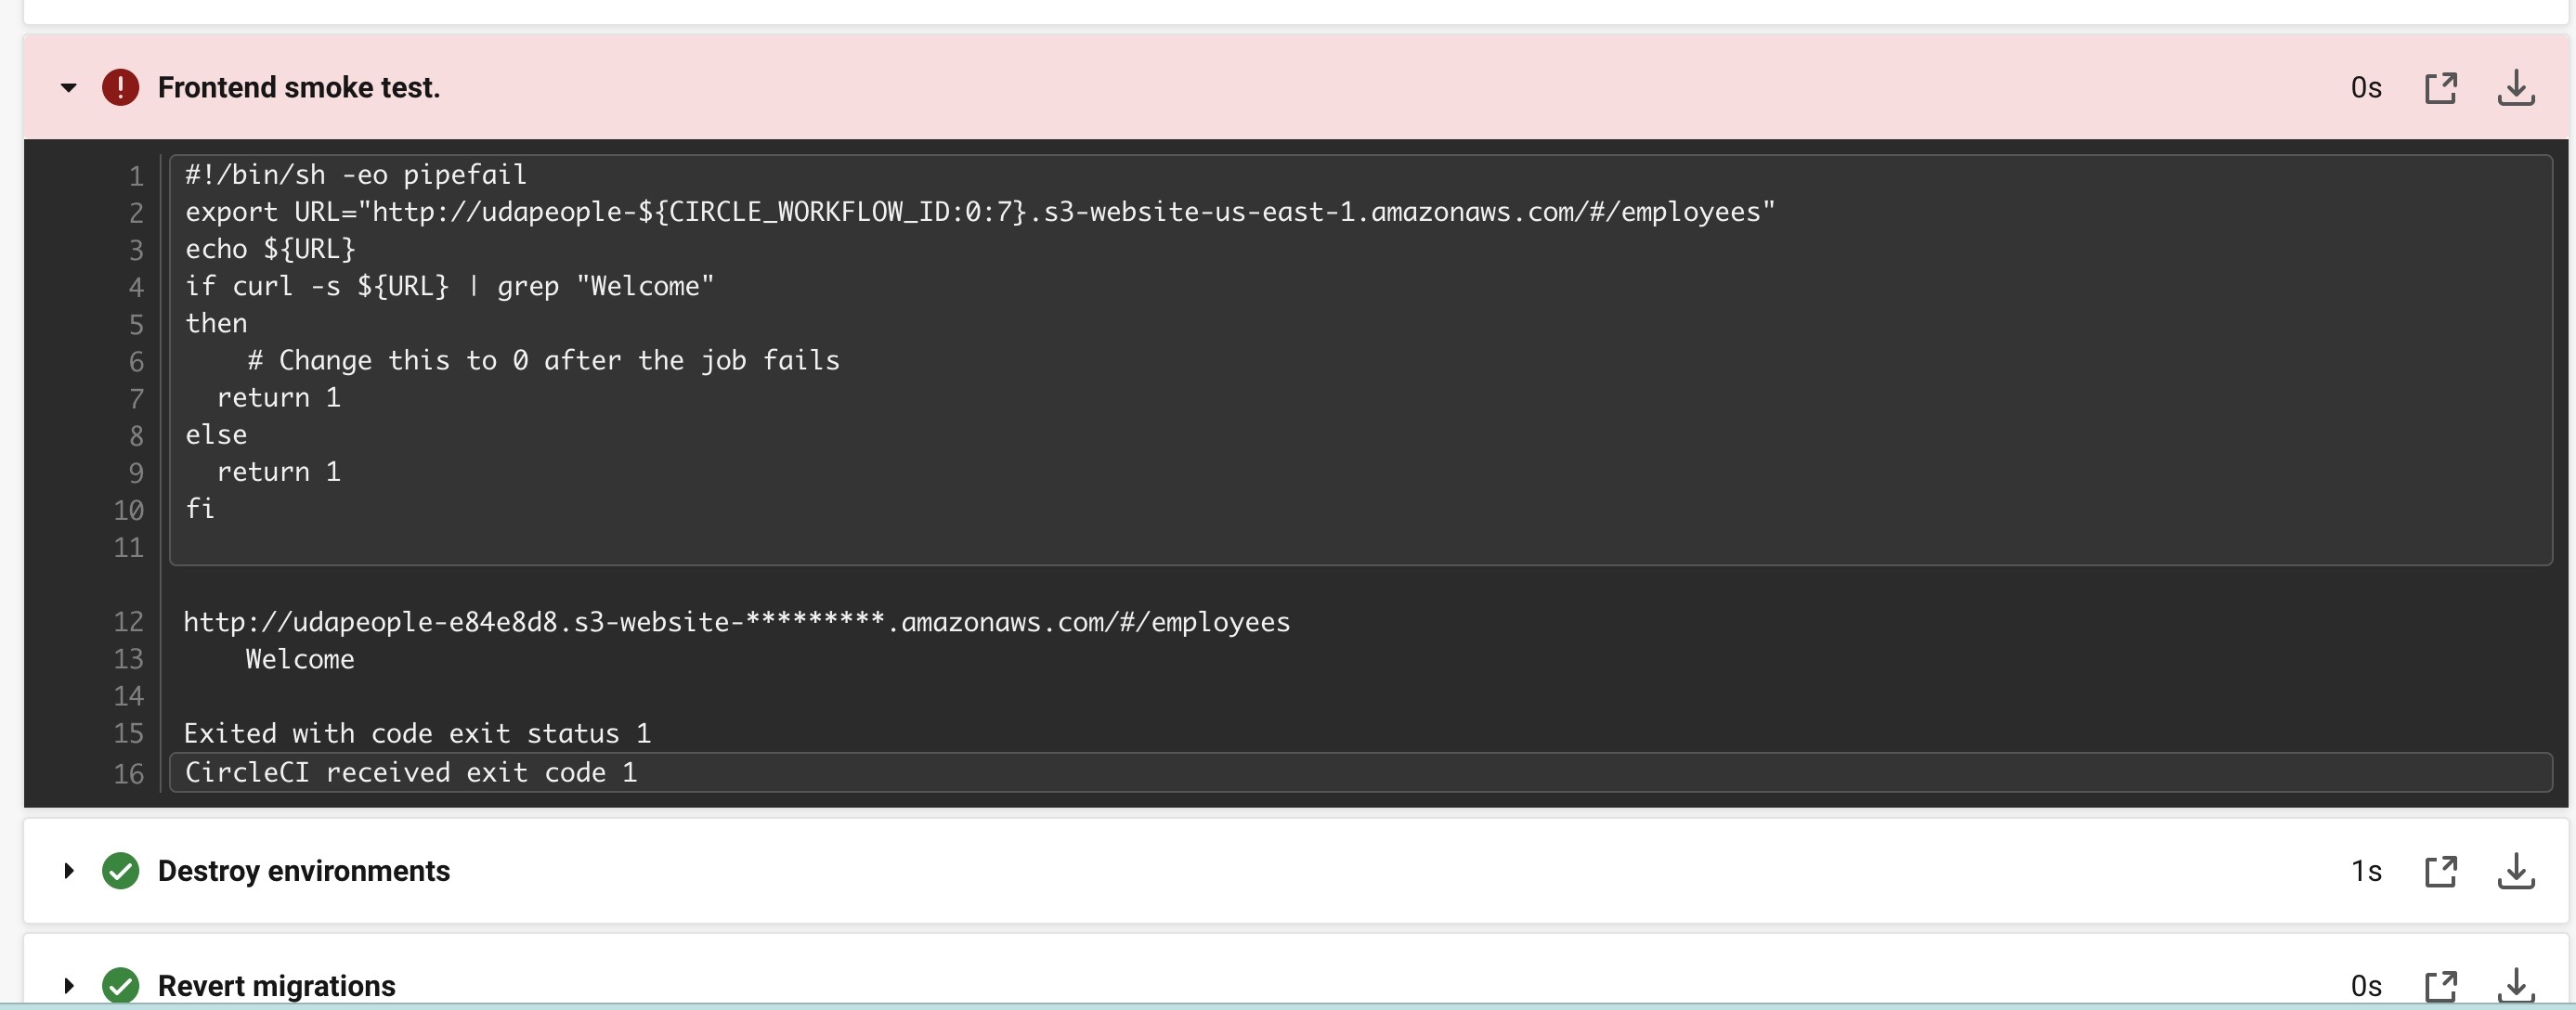 Frontend smoke test. 0s
1 #!/bin/sh -eo pipefail
2 export URL="http://udapeople-${CIRCLE_WORKFLOW_ID:0:7}.s3-website-us-east-1.amazonaws.com/#/employees"
3 echo ${URL}
4 if curl -s ${URL} | grep "Welcome"
5 then
6     # Change this to 0 after the job fails
7   return 1
8 else
9   return 1
10 fi
11
12 http://udapeople-e84e8d8.s3-website-*********.amazonaws.com/#/employees
13     Welcome
14
15 Exited with code exit status 1
16 CircleCI received exit code 1
Destroy environments 1s
Revert migrations 0s